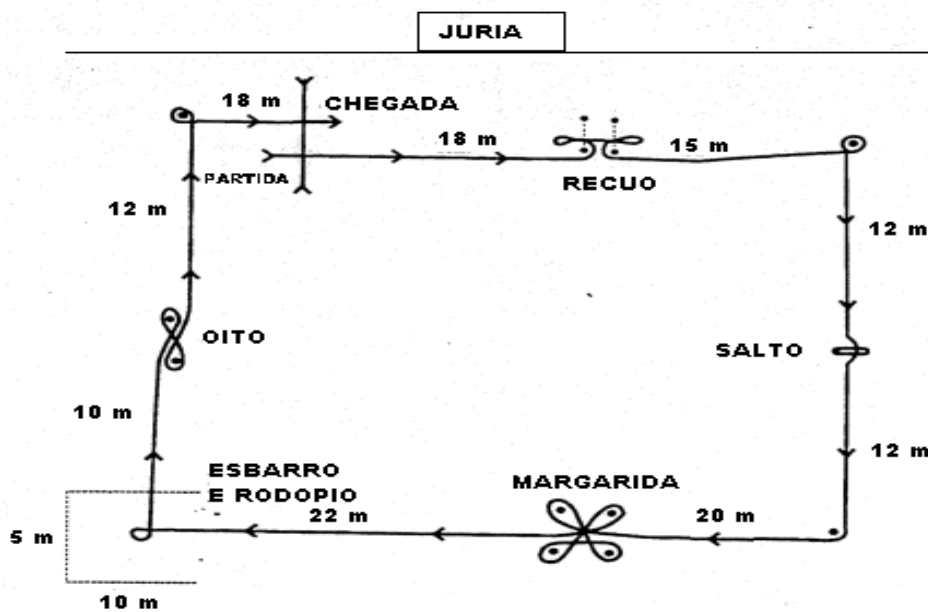 JURIA
18 m
CHEGADA
18 m
15 m
PARTIDA
RECUO
12 m
12 m
OITO
SALTO
10 m
12 m
ESBARRO
E RODOPIO
MARGARIDA
22 m
20 m
5 m
10 m